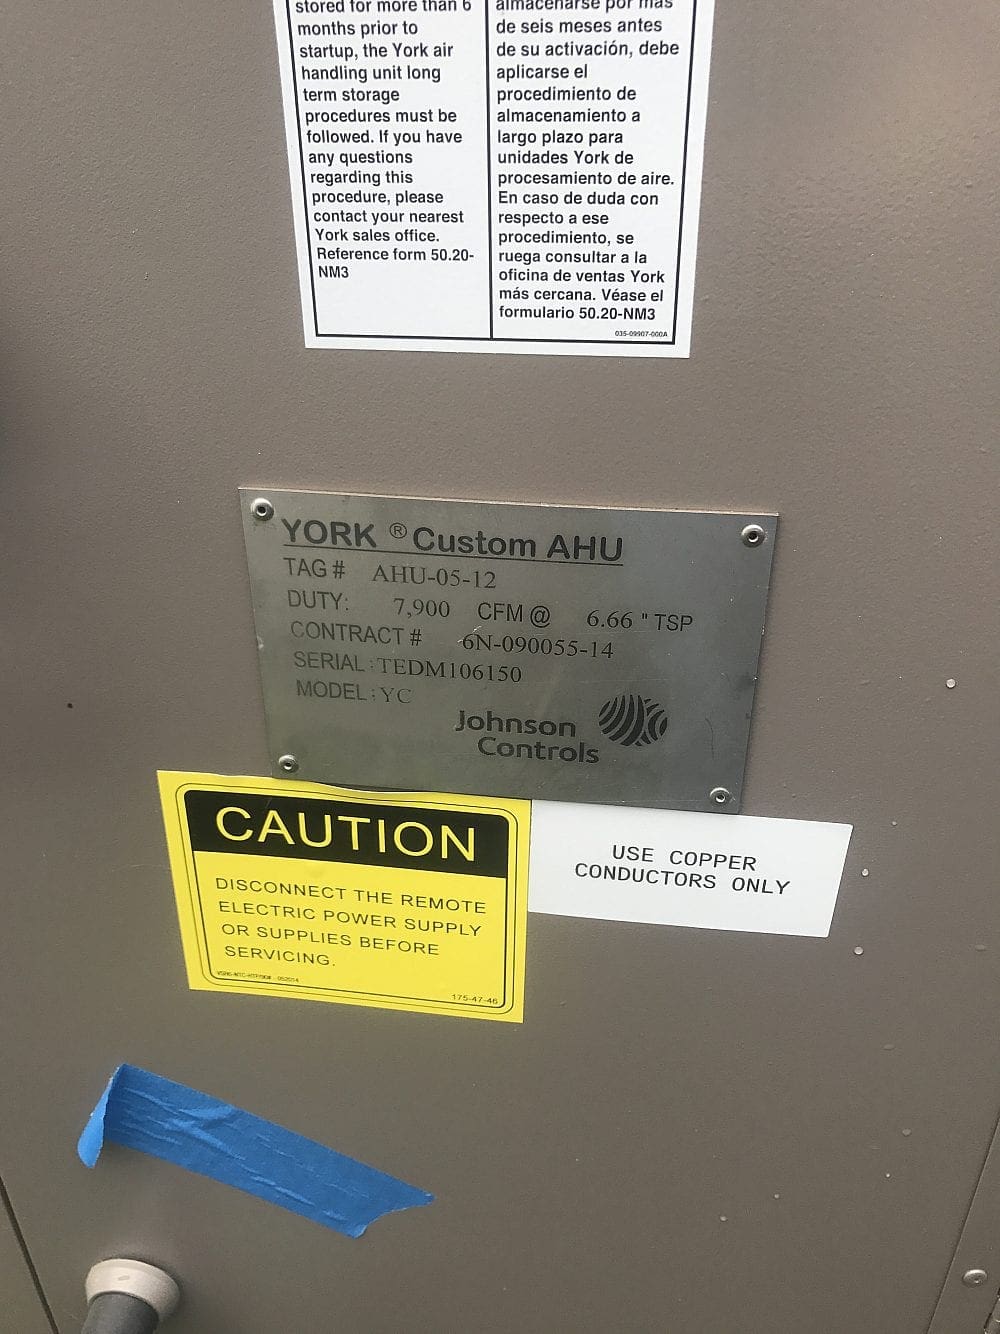 stored for more than 6
months prior to
startup, the York air
handling unit long
term storage
procedures must be
followed. If you have
any questions
regarding this
procedure, please
contact your nearest
York sales office.
Reference form 50.20-
NM3
almacenarse por más
de seis meses antes
de su activación, debe
aplicarse el
procedimiento de
almacenamiento a
largo plazo para
unidades York de
procesamiento de aire.
En caso de duda con
respecto a ese
procedimiento, se
ruega consultar a la
oficina de ventas York
más cercana. Véase el
formulario 50.20-NM3
035-09907-000A
YORK ® Custom AHU
TAG # AHU-05-12
DUTY: 7,900 CFM @ 6.66 " TSP
CONTRACT # 6N-090055-14
SERIAL : TEDM106150
MODEL : YC
Johnson
Controls
CAUTION
DISCONNECT THE REMOTE
ELECTRIC POWER SUPPLY
OR SUPPLIES BEFORE
SERVICING.
175-47-46
USE COPPER
CONDUCTORS ONLY